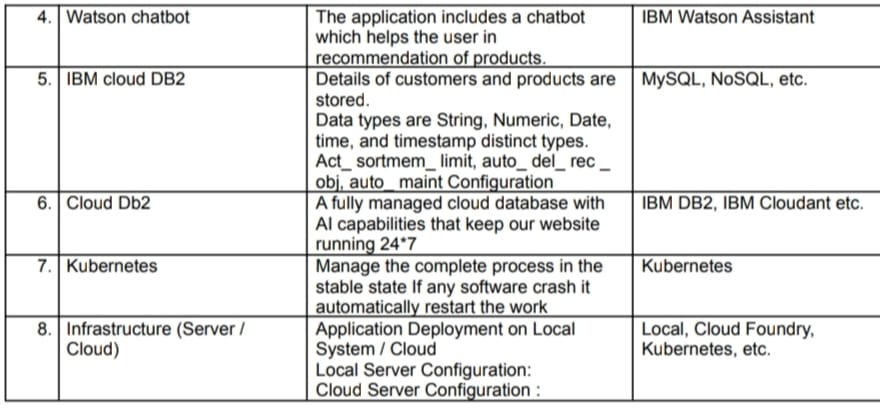 4. Watson chatbot The application includes a chatbot IBM Watson Assistant
which helps the user in
recommendation of products.
5. IBM cloud DB2 Details of customers and products are MySQL, NoSQL, etc.
stored.
Data types are String, Numeric, Date,
time, and timestamp distinct types.
Act_ sortmem_ limit, auto_ del_ rec _
obj, auto_ maint Configuration
6. Cloud Db2 A fully managed cloud database with IBM DB2, IBM Cloudant etc.
AI capabilities that keep our website
running 24*7
7. Kubernetes Manage the complete process in the Kubernetes
stable state If any software crash it
automatically restart the work
8. Infrastructure (Server / Application Deployment on Local Local, Cloud Foundry,
Cloud) System / Cloud Kubernetes, etc.
Local Server Configuration:
Cloud Server Configuration :